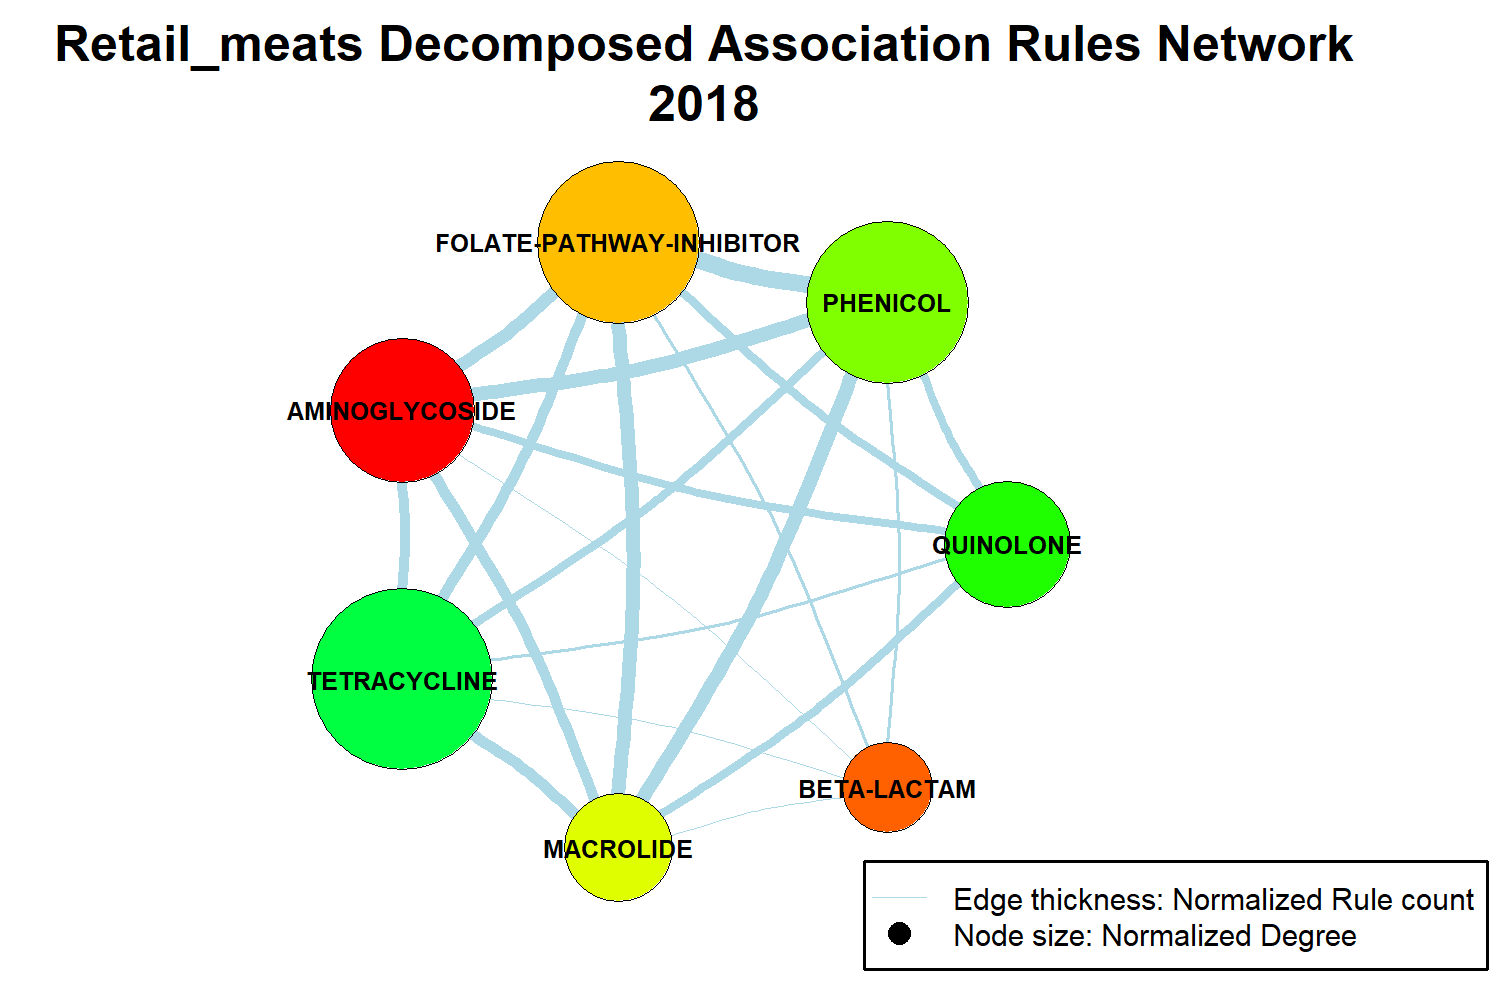 Retail_meats Decomposed Association Rules Network
2018
FOLATE-PATHWAY-INHIBITOR
PHENICOL
AMINOGLYCOSIDE
QUINOLONE
TETRACYCLINE
BETA-LACTAM
MACROLIDE
Edge thickness: Normalized Rule count
Node size: Normalized Degree